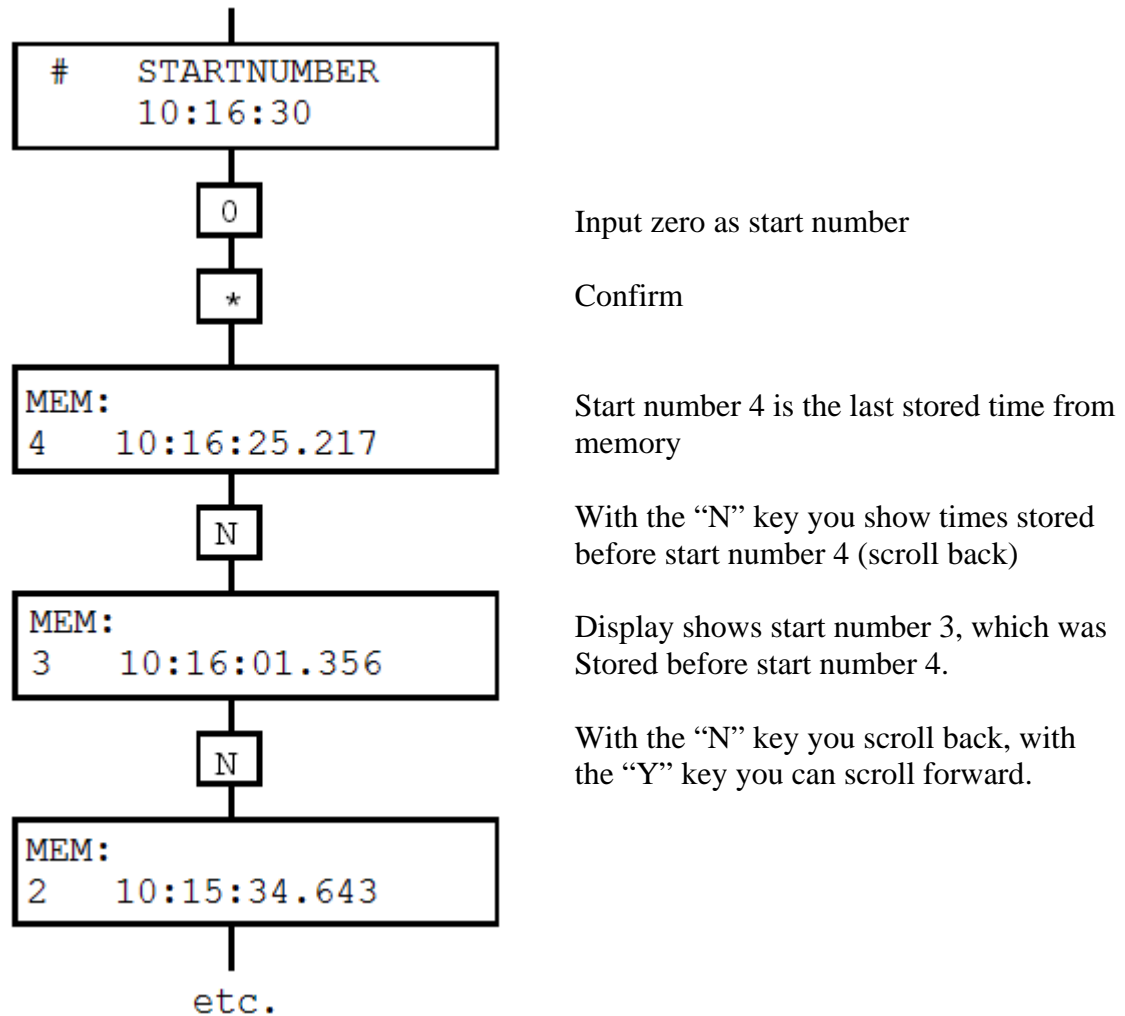 # STARTNUMBER
10:16:30
0
Input zero as start number
*
Confirm
MEM:
4 10:16:25.217
Start number 4 is the last stored time from
memory
N
With the “N” key you show times stored
before start number 4 (scroll back)
MEM:
3 10:16:01.356
Display shows start number 3, which was
Stored before start number 4.
N
With the “N” key you scroll back, with
the “Y” key you can scroll forward.
MEM:
2 10:15:34.643
etc.